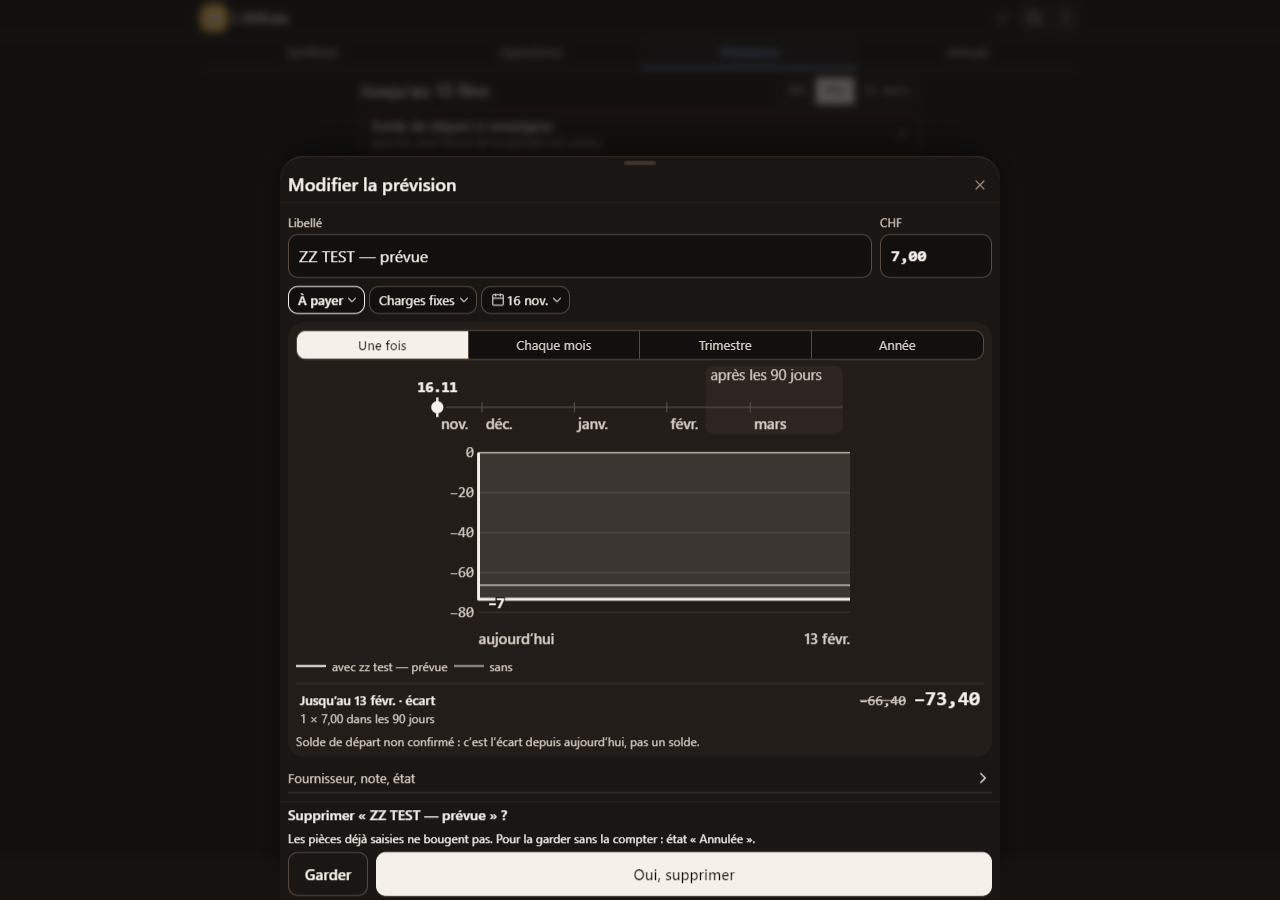 Modifier la prévision
Libellé
CHF
ZZ TEST — prévue
7,00
À payer
Charges fixes
16 nov.
Une fois
Chaque mois
Trimestre
Année
après les 90 jours
16.11
nov.
déc.
janv.
févr.
mars
0
−20
−40
−60
−80
−7
aujourd’hui
13 févr.
avec zz test — prévue
sans
Jusqu’au 13 févr. · écart
−66,40 −73,40
1 × 7,00 dans les 90 jours
Solde de départ non confirmé : c’est l’écart depuis aujourd’hui, pas un solde.
Fournisseur, note, état
Supprimer « ZZ TEST — prévue » ?
Les pièces déjà saisies ne bougent pas. Pour la garder sans la compter : état « Annulée ».
Garder
Oui, supprimer